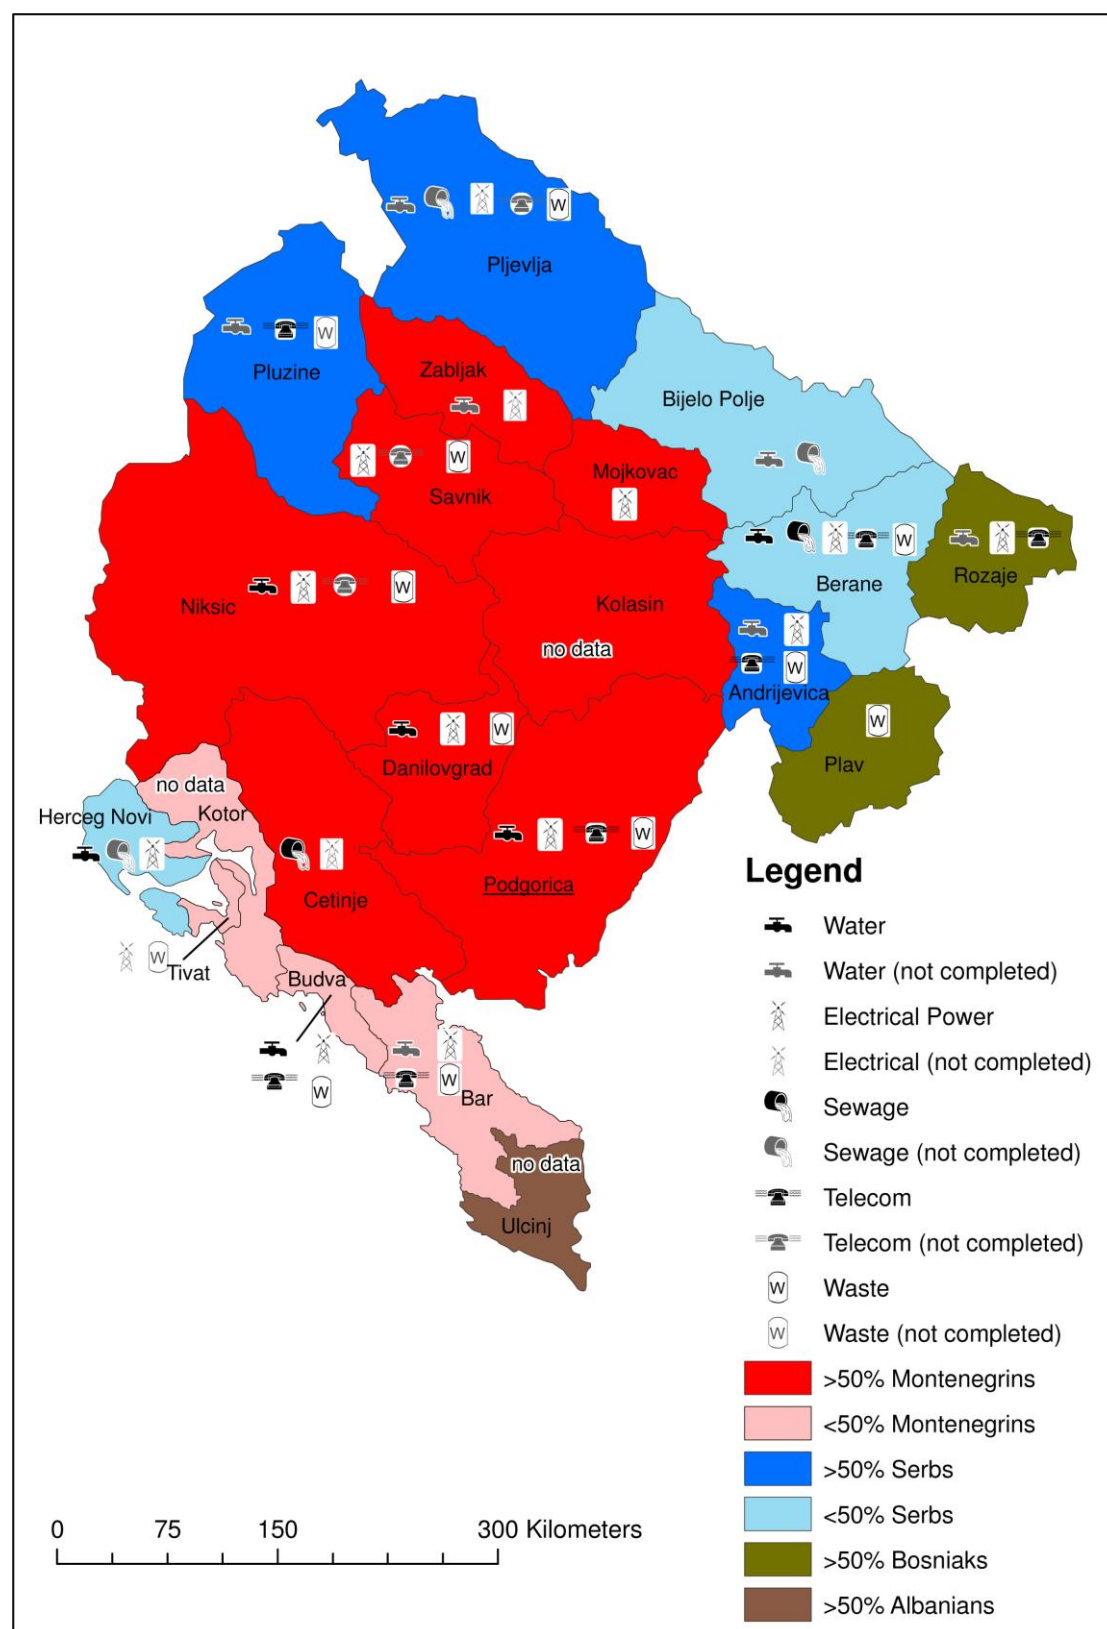 W
Pljevlja
W
Pluzine
Zabljak
Bijelo Polje
W
Savnik
Mojkovac
W
Berane
Rozaje
W
Niksic
Kolasin
no data
W
Andrijevica
W
Plav
W
Danilovgrad
no data
Kotor
Herceg Novi
W
Podgorica
Cetinje
W
Tivat
Budva
W
W
Bar
no data
Ulcinj
Legend
Water
Water (not completed)
Electrical Power
Electrical (not completed)
Sewage
Sewage (not completed)
Telecom
Telecom (not completed)
W Waste
W Waste (not completed)
>50% Montenegrins
<50% Montenegrins
>50% Serbs
<50% Serbs
>50% Bosniaks
>50% Albanians
0 75 150 300 Kilometers